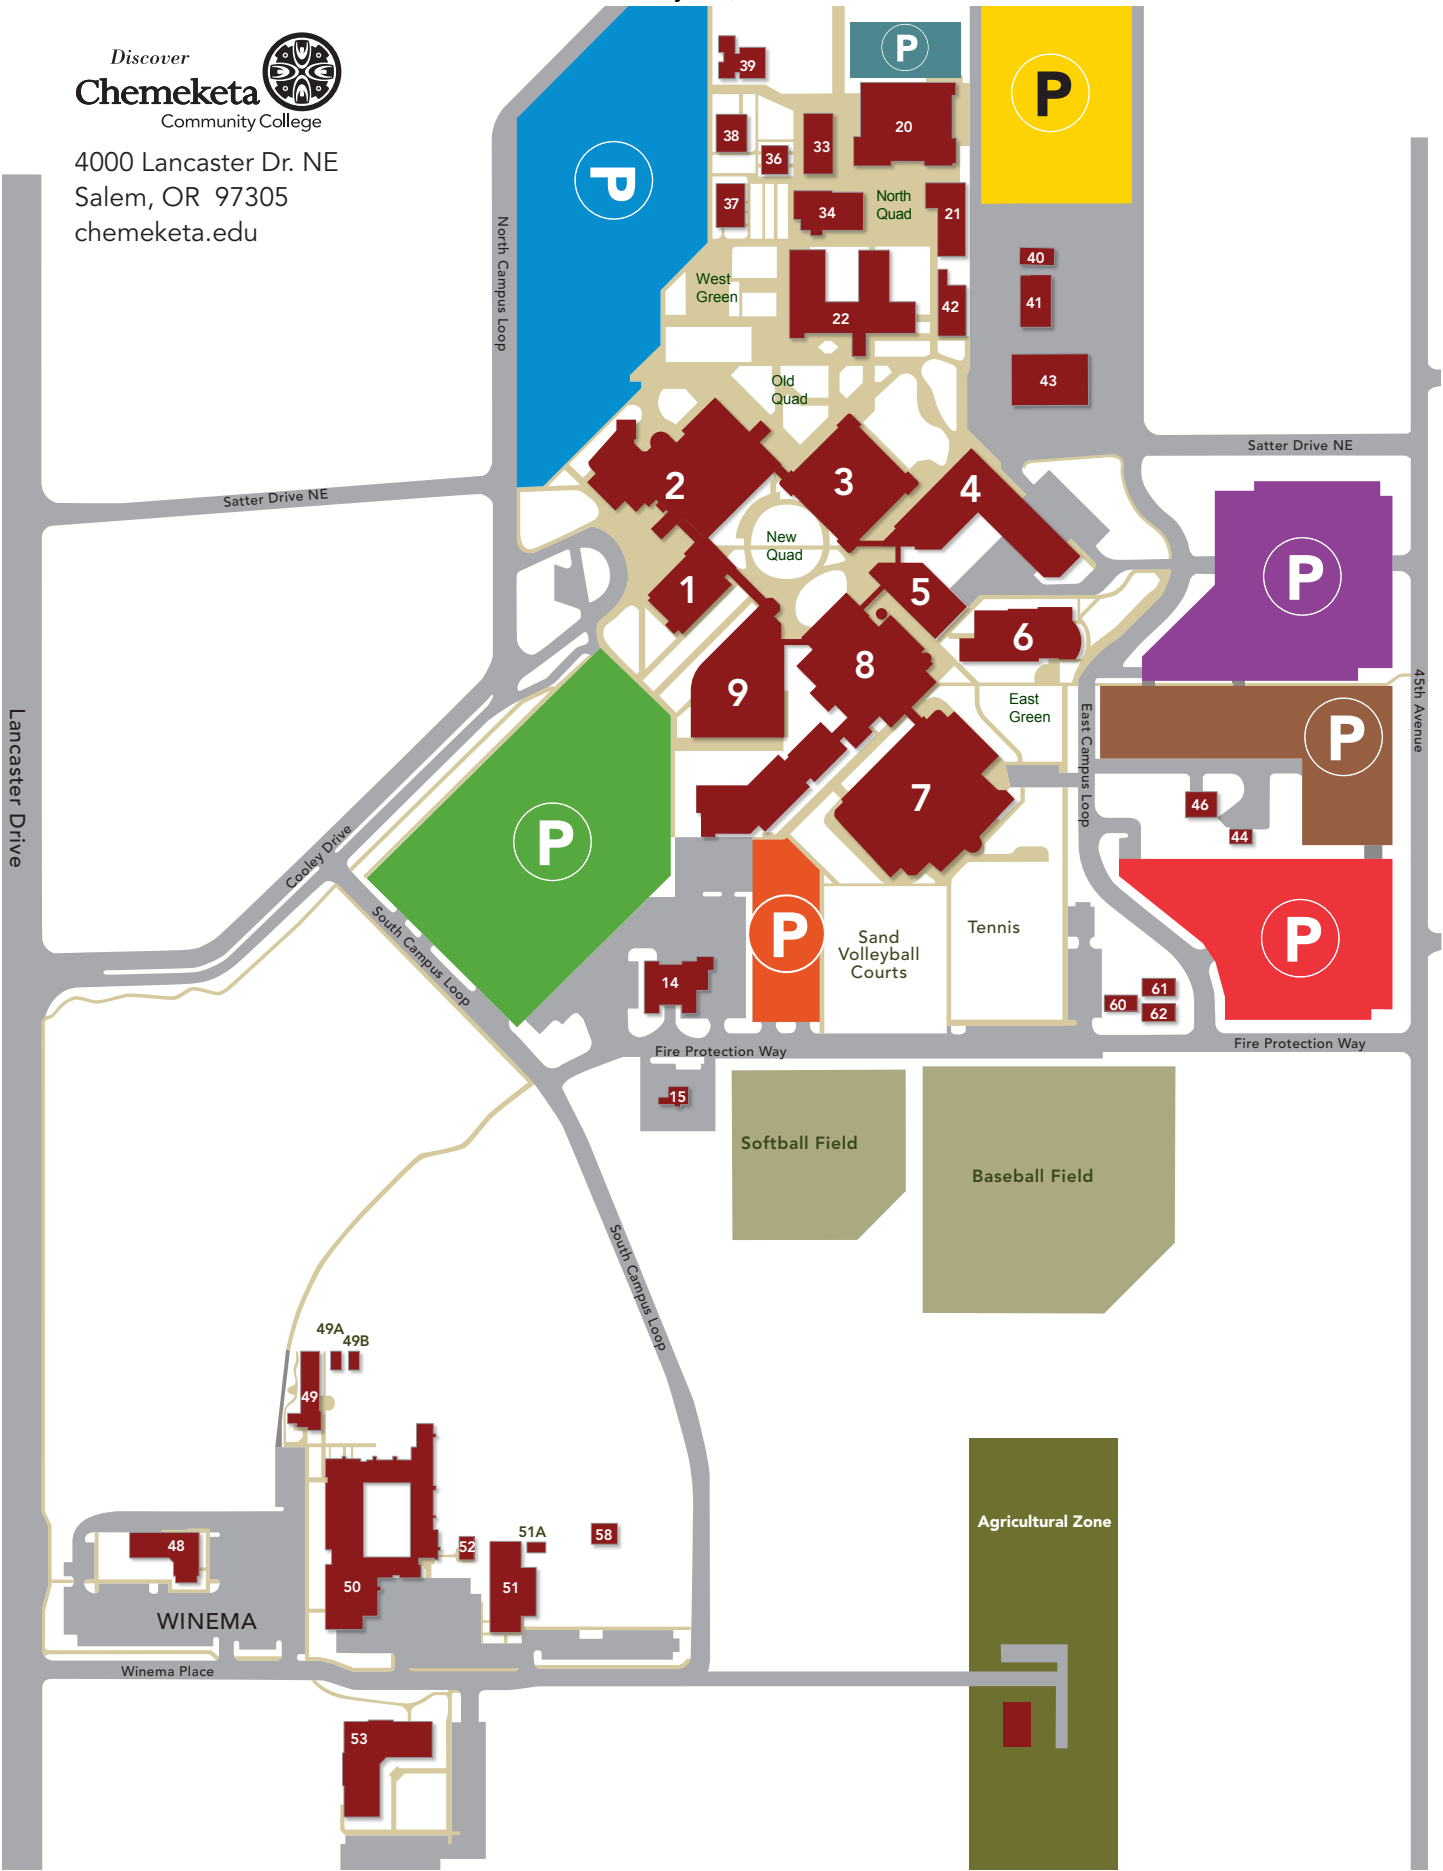 Discover
Chemeketa
Community College
4000 Lancaster Dr. NE
Salem, OR 97305
chemeketa.edu
P
P
P
39
38
36
33
20
37
34
North
Quad
21
North Campus Loop
West
Green
22
42
40
41
43
Old
Quad
Satter Drive NE
Satter Drive NE
2
3
4
New
Quad
1
5
6
P
P
8
9
East
Green
45th Avenue
Lancaster Drive
East Campus Loop
P
7
46
44
P
Cooley Drive
South Campus Loop
P
Sand
Volleyball
Courts
Tennis
P
14
60
61
62
Fire Protection Way
Fire Protection Way
15
Softball Field
Baseball Field
South Campus Loop
49A
49B
49
Agricultural Zone
48
52
51A
58
50
51
WINEMA
Winema Place
53